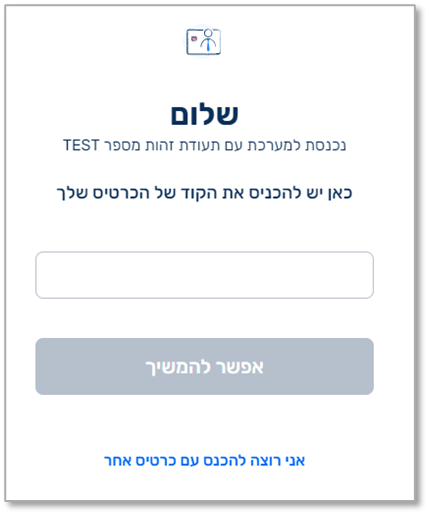 שלום
נכנסת למערכת עם תעודת זהות מספר TEST
כאן יש להכניס את הקוד של הכרטיס שלך
אפשר להמשיך
אני רוצה להכנס עם כרטיס אחר